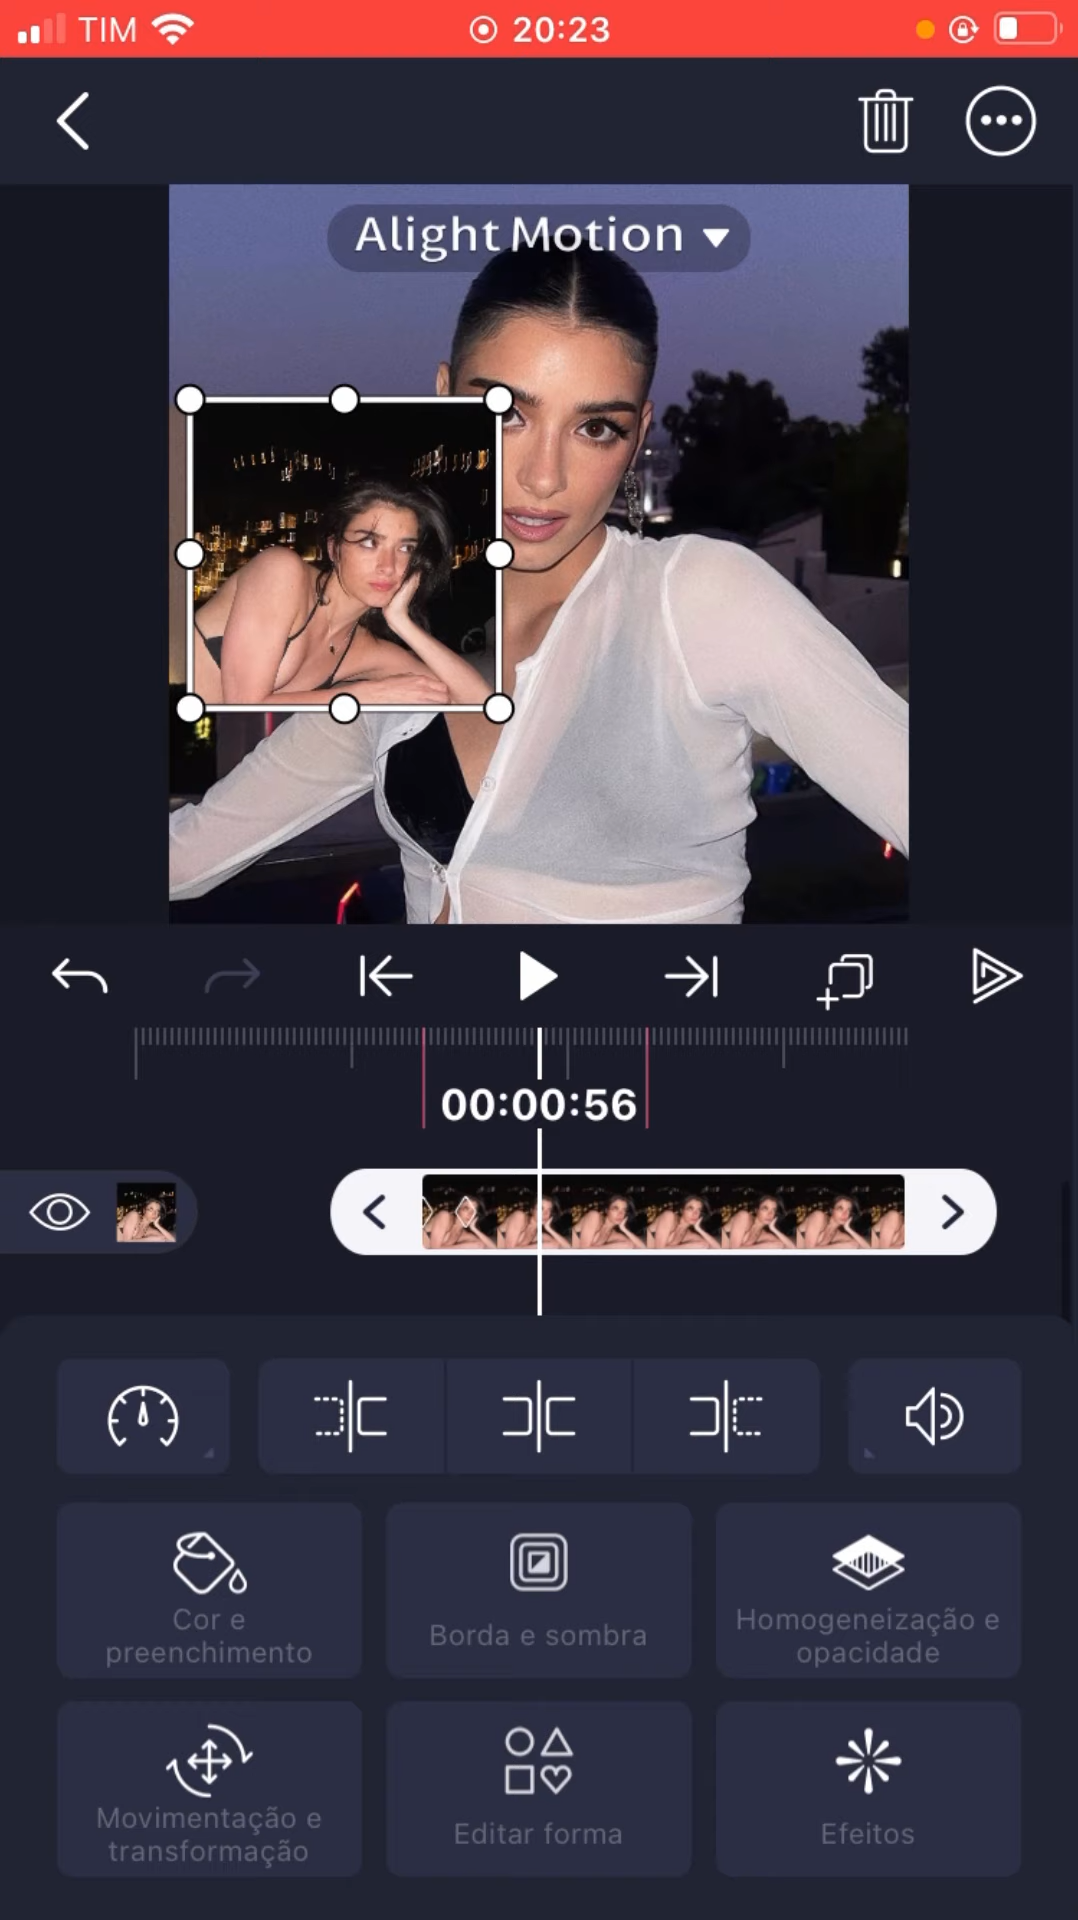 TIM 20:23
Alight Motion
00:00:56
Cor e
preenchimento
Borda e sombra
Homogeneização e
opacidade
Movimentação e
transformação
Editar forma
Efeitos